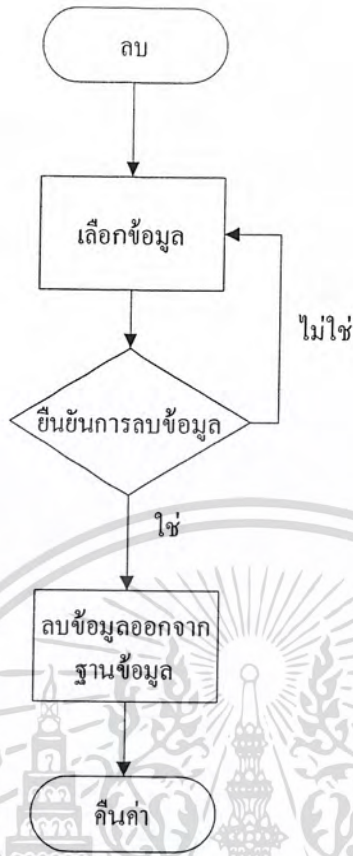 ลบ
เลือกข้อมูล
ไม่ใช่
ยืนยันการลบข้อมูล
ใช่
ลบข้อมูลออกจาก
ฐานข้อมูล
คืนค่า